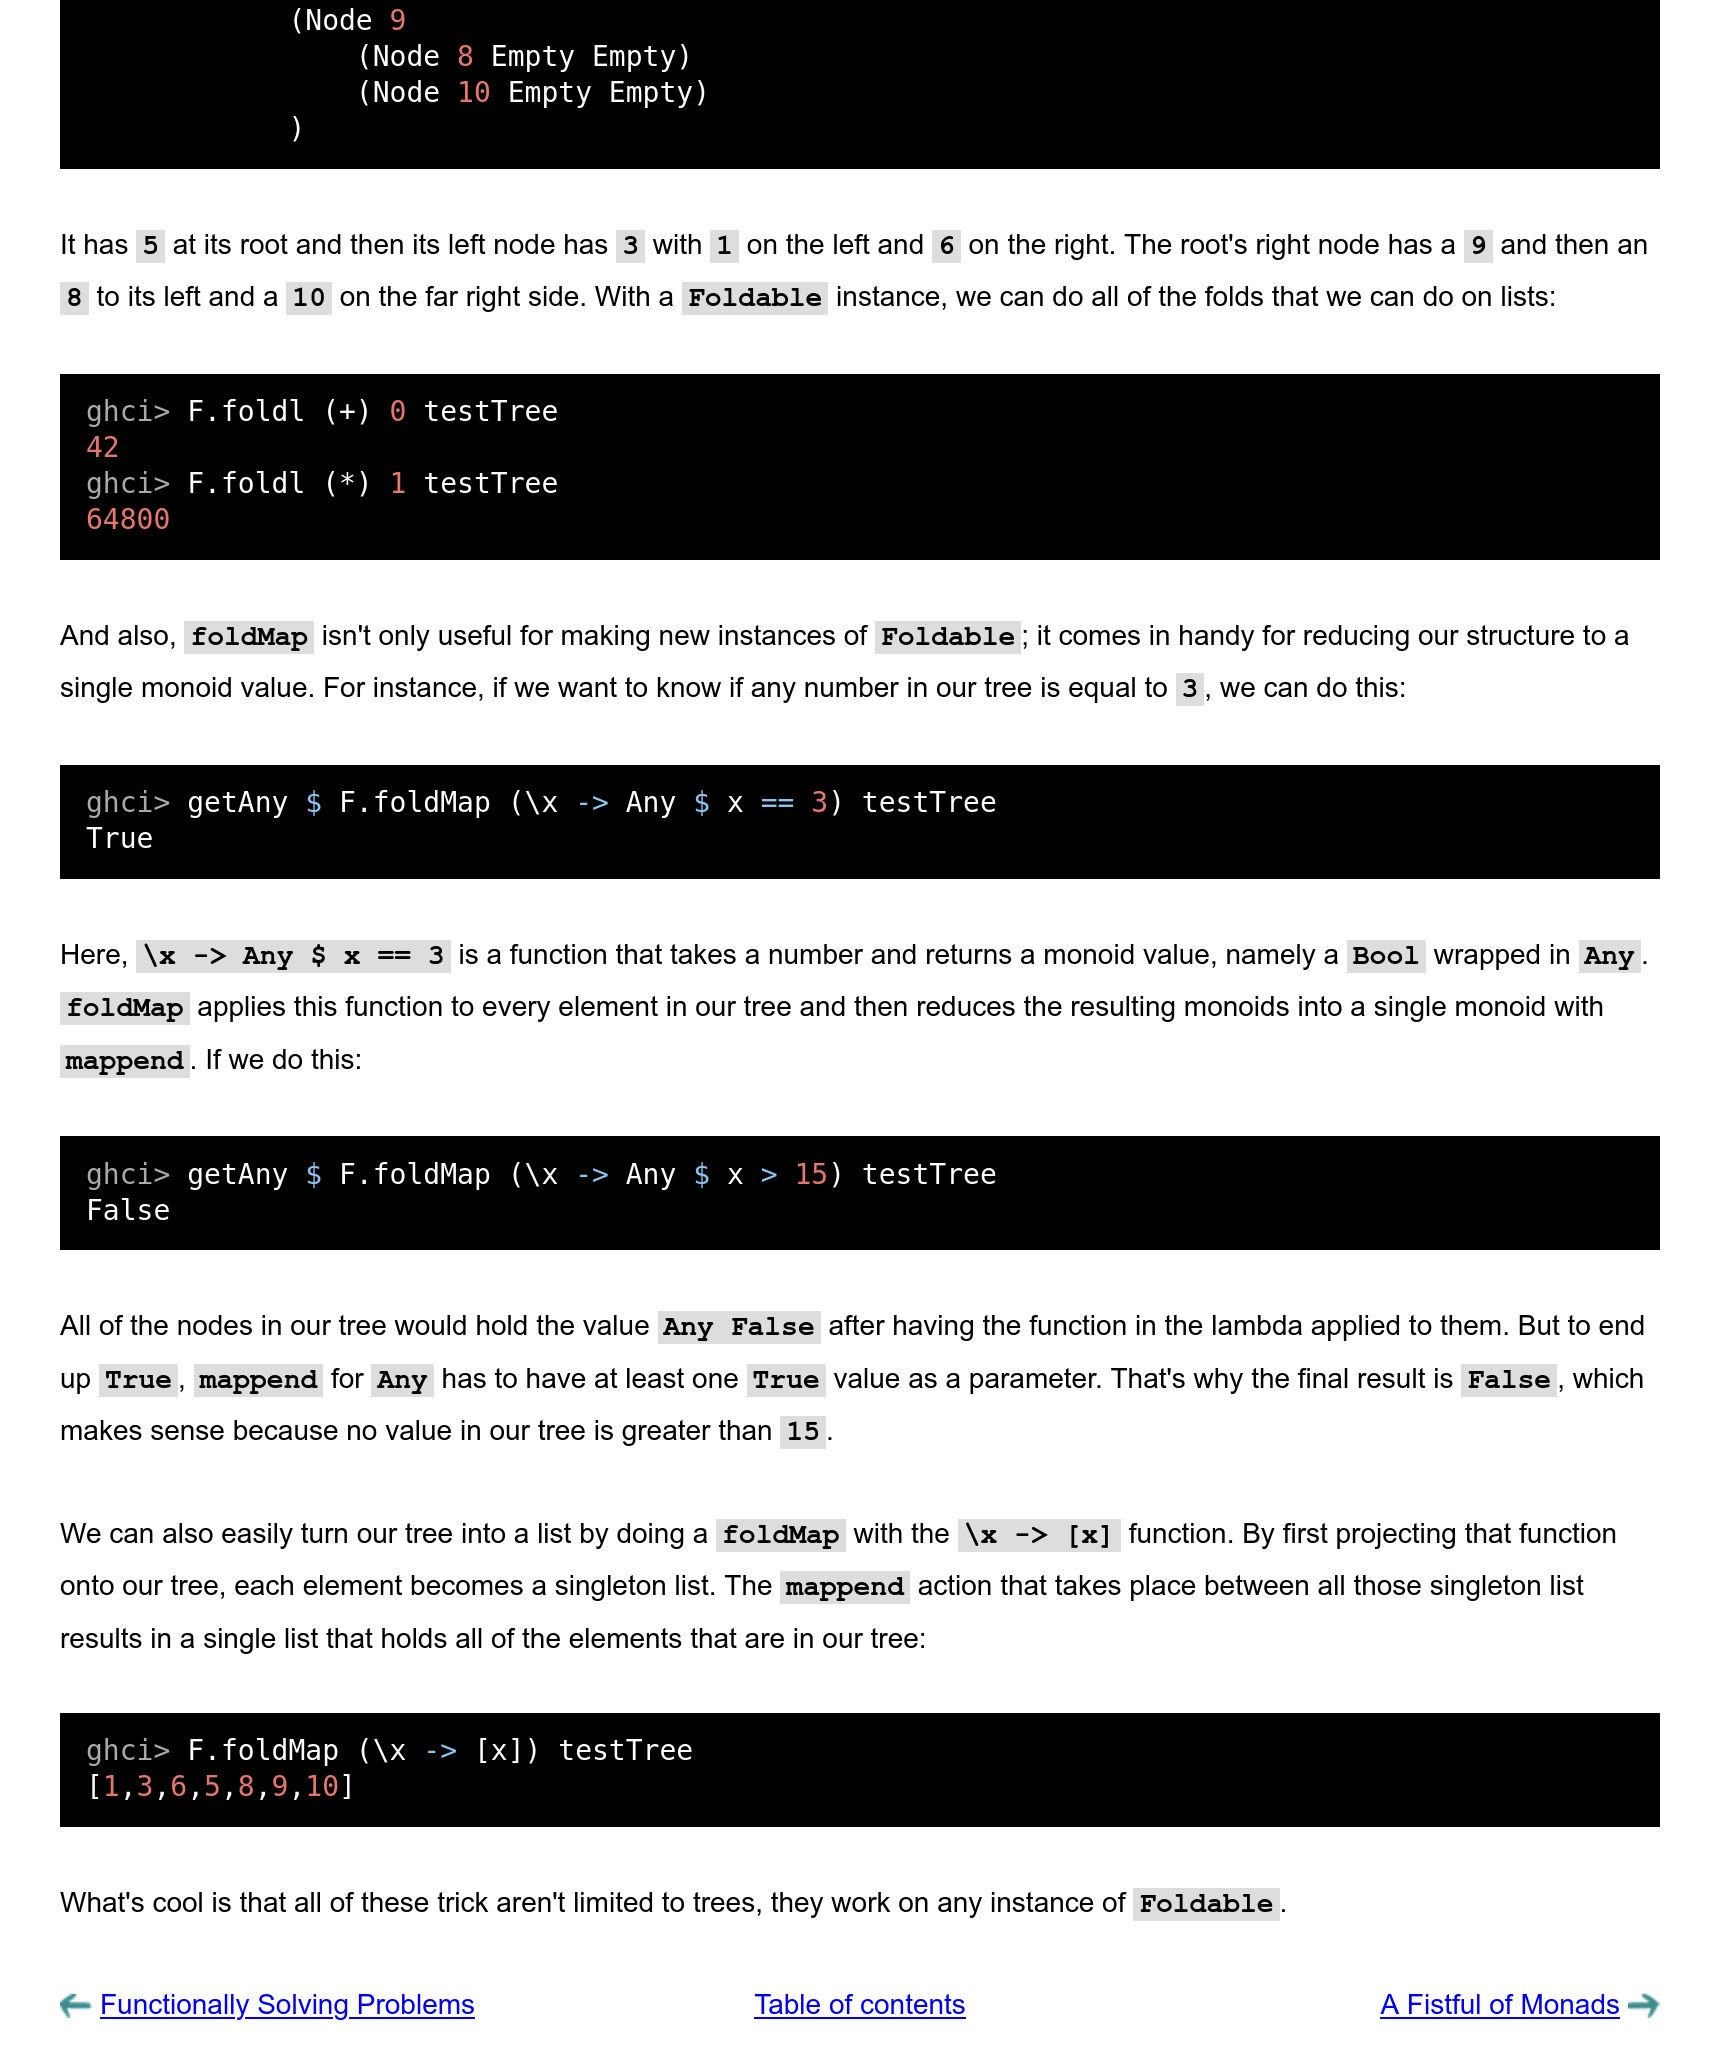 (Node 9
(Node 8 Empty Empty)
(Node 10 Empty Empty)
)
It has 5 at its root and then its left node has 3 with 1 on the left and 6 on the right. The root's right node has a 9 and then an
8 to its left and a 10 on the far right side. With a Foldable instance, we can do all of the folds that we can do on lists:
ghci> F.foldl (+) 0 testTree
42
ghci> F.foldl (*) 1 testTree
64800
And also, foldMap isn't only useful for making new instances of Foldable; it comes in handy for reducing our structure to a
single monoid value. For instance, if we want to know if any number in our tree is equal to 3, we can do this:
ghci> getAny $ F.foldMap (\x -> Any $ x == 3) testTree
True
Here, \x -> Any $ x == 3 is a function that takes a number and returns a monoid value, namely a Bool wrapped in Any.
foldMap applies this function to every element in our tree and then reduces the resulting monoids into a single monoid with
mappend. If we do this:
ghci> getAny $ F.foldMap (\x -> Any $ x > 15) testTree
False
All of the nodes in our tree would hold the value Any False after having the function in the lambda applied to them. But to end
up True, mappend for Any has to have at least one True value as a parameter. That's why the final result is False, which
makes sense because no value in our tree is greater than 15.
We can also easily turn our tree into a list by doing a foldMap with the \x -> [x] function. By first projecting that function
onto our tree, each element becomes a singleton list. The mappend action that takes place between all those singleton list
results in a single list that holds all of the elements that are in our tree:
ghci> F.foldMap (\x -> [x]) testTree
[1,3,6,5,8,9,10]
What's cool is that all of these trick aren't limited to trees, they work on any instance of Foldable.
Functionally Solving Problems
Table of contents
A Fistful of Monads